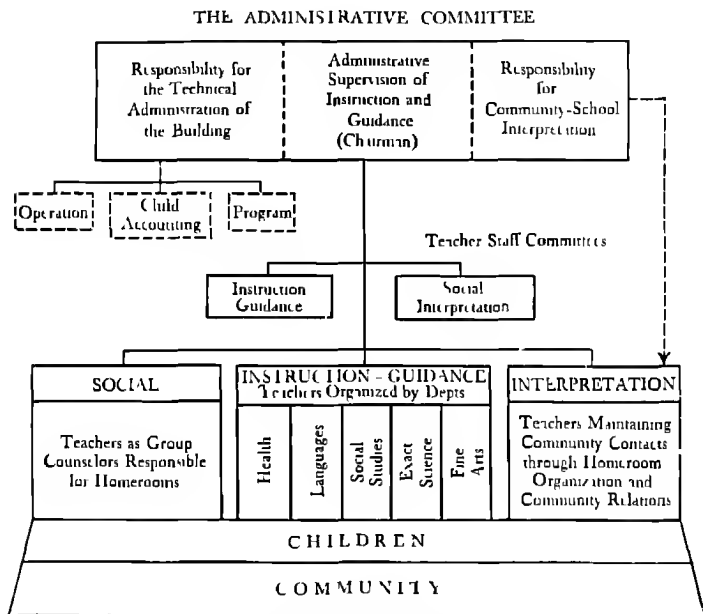 THE ADMINISTRATIVE COMMITTEE
Responsibility for
the Technical
Administration of
the Building
Administrative
Supervision of
Instruction and
Guidance
(Chairman)
Responsibility
for
Community-School
Interpretation
Operation
Child
Accounting
Program
Teacher Staff Committees
Instruction
Guidance
Social
Interpretation
SOCIAL
Teachers as Group
Counselors Responsible
for Homerooms
INSTRUCTION - GUIDANCE
Teachers Organized by Depts
Health
Languages
Social
Studies
Exact
Science
Fine
Arts
INTERPRETATION
Teachers Maintaining
Community Contacts
through Homeroom
Organization and
Community Relations
CHILDREN
COMMUNITY